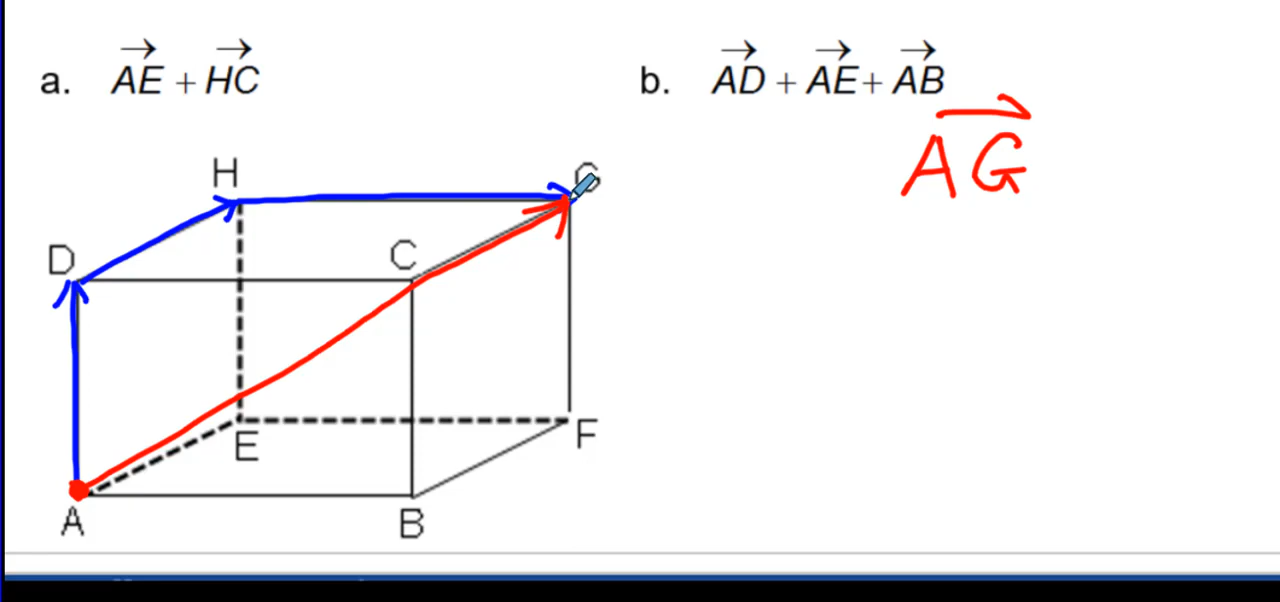 a. AE + HC b. AD + AE + AB
AG
H G
D C
E F
A B